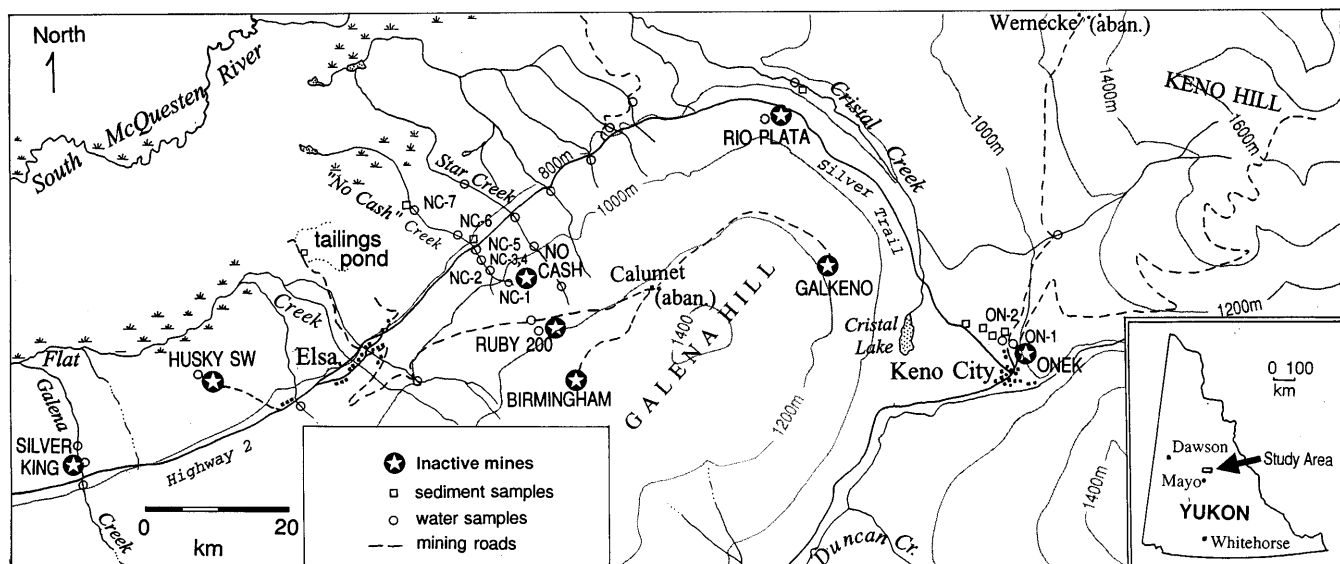 North
South McQuesten River
Wernecke (aban.)
KENO HILL
1400m
1600m
1000m
Cristal Creek
RIO PLATA
Silver Trail
Star Creek
800m
1000m
"No Cash" Creek
NC-7
NC-6
NC-5
NC-3,4
NC-2
NC-1
NO CASH
tailings pond
Calumet (aban.)
GALKENO
GALENA HILL
1400
1200m
1200m
Cristal Lake
ON-2
ON-1
ONEK
Keno City
RUBY 200
BIRMINGHAM
Elsa
Creek
Flat
HUSKY SW
Galena
SILVER KING
Creek
Highway 2
0 20
km
Inactive mines
sediment samples
water samples
mining roads
Duncan Cr.
1400m
0 100
km
Dawson
Study Area
Mayo
YUKON
Whitehorse